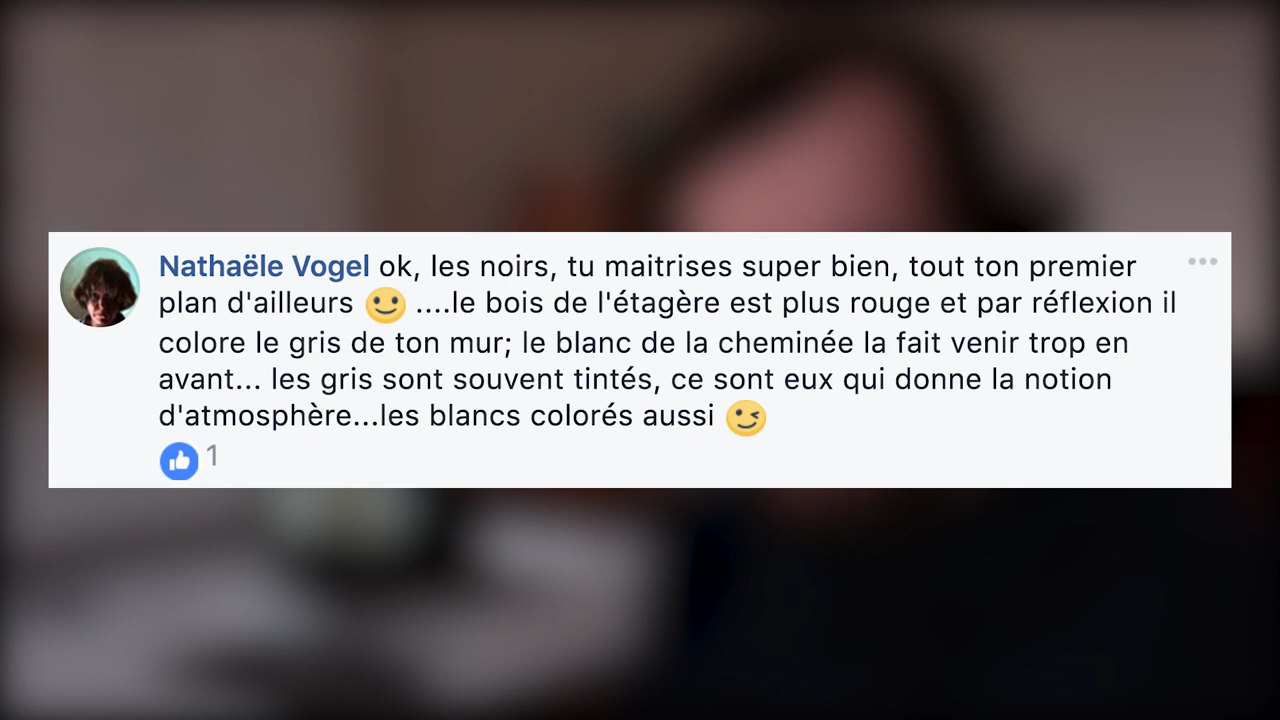 Nathaële Vogel ok, les noirs, tu maitrises super bien, tout ton premier
plan d'ailleurs 🙂 ....le bois de l'étagère est plus rouge et par réflexion il
colore le gris de ton mur; le blanc de la cheminée la fait venir trop en
avant... les gris sont souvent tintés, ce sont eux qui donne la notion
d'atmosphère...les blancs colorés aussi 😉
1